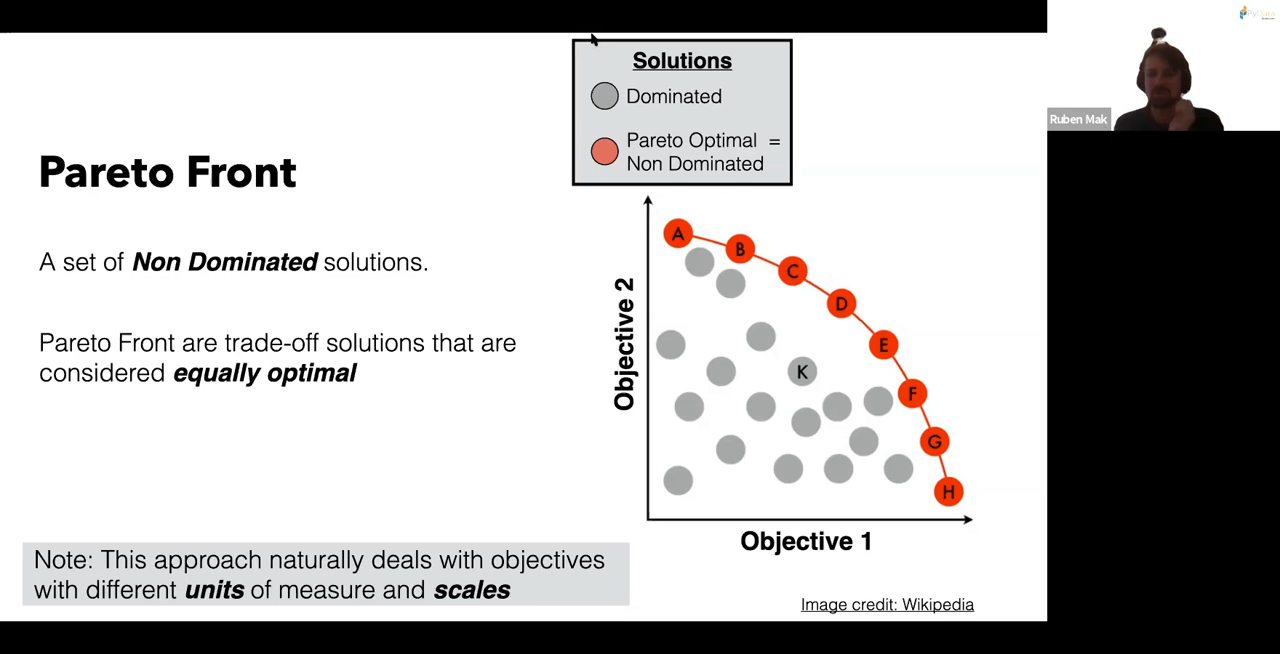 Pareto Front
A set of Non Dominated solutions.
Pareto Front are trade-off solutions that are
considered equally optimal
Note: This approach naturally deals with objectives
with different units of measure and scales
Solutions
Dominated
Pareto Optimal =
Non Dominated
Objective 2
A
B
C
D
E
K
F
G
H
Objective 1
Image credit: Wikipedia
PyData
Ruben Mak